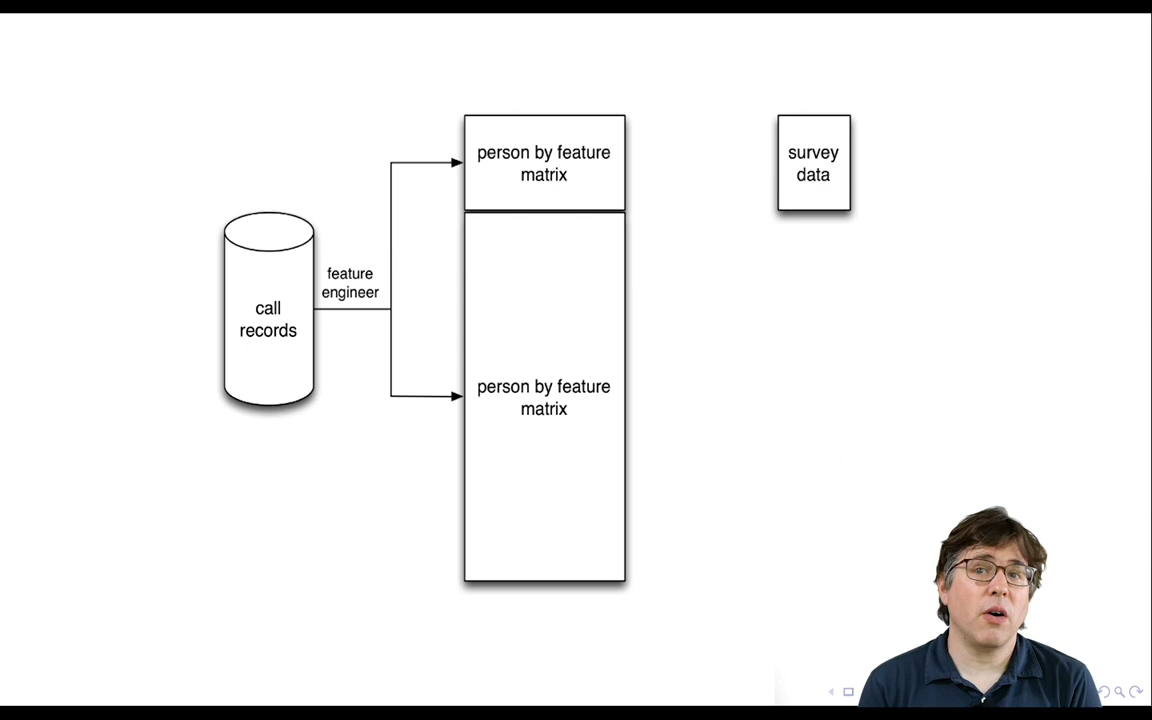 person by feature
matrix
survey
data
feature
engineer
call
records
person by feature
matrix